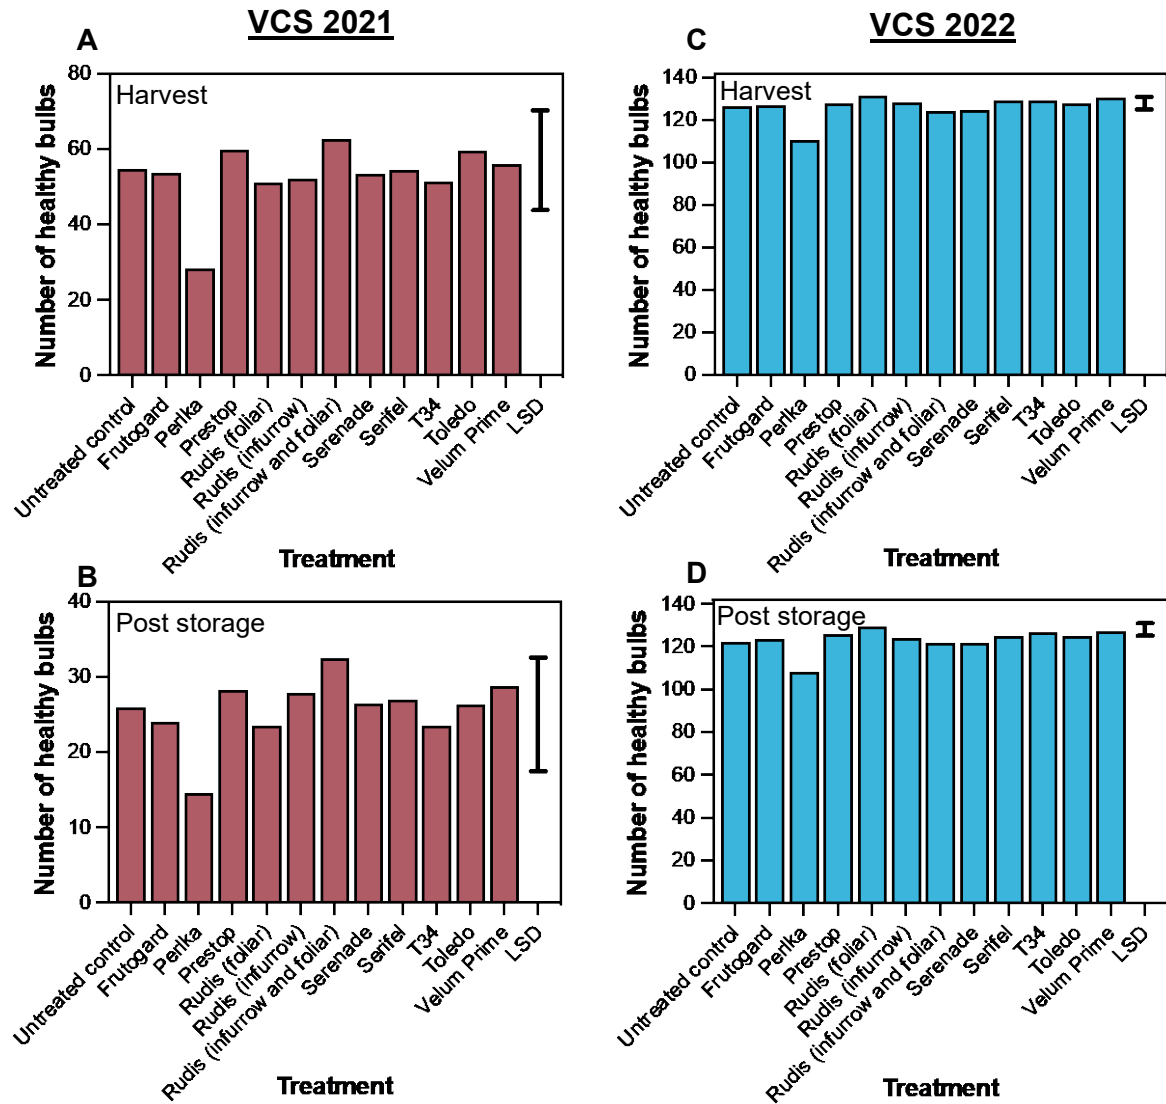 VCS 2021
VCS 2022
A
Harvest
Number of healthy bulbs
80
60
40
20
0
Untreated control
Frutogard
Perlka
Prestop
Rudis (foliar)
Rudis (infurrow)
Rudis (infurrow and foliar)
Serenade
Serifel
T34
Toledo
Velum Prime
LSD
Treatment
C
Harvest
Number of healthy bulbs
140
120
100
80
60
40
20
0
Untreated control
Frutogard
Perlka
Prestop
Rudis (foliar)
Rudis (infurrow)
Rudis (infurrow and foliar)
Serenade
Serifel
T34
Toledo
Velum Prime
LSD
Treatment
B
Post storage
Number of healthy bulbs
40
30
20
10
0
Untreated control
Frutogard
Perlka
Prestop
Rudis (foliar)
Rudis (infurrow)
Rudis (infurrow and foliar)
Serenade
Serifel
T34
Toledo
Velum Prime
LSD
Treatment
D
Post storage
Number of healthy bulbs
140
120
100
80
60
40
20
0
Untreated control
Frutogard
Perlka
Prestop
Rudis (foliar)
Rudis (infurrow)
Rudis (infurrow and foliar)
Serenade
Serifel
T34
Toledo
Velum Prime
LSD
Treatment